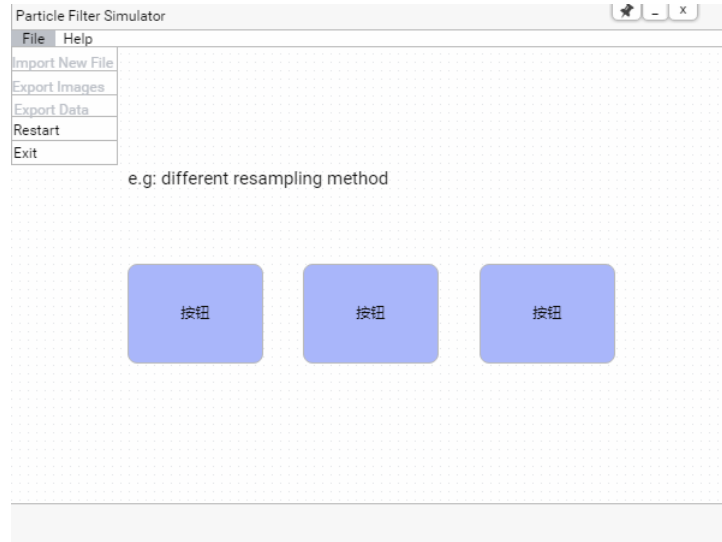 Particle Filter Simulator
_ x
File Help
Import New File
Export Images
Export Data
Restart
Exit
e.g: different resampling method
按钮 按钮 按钮